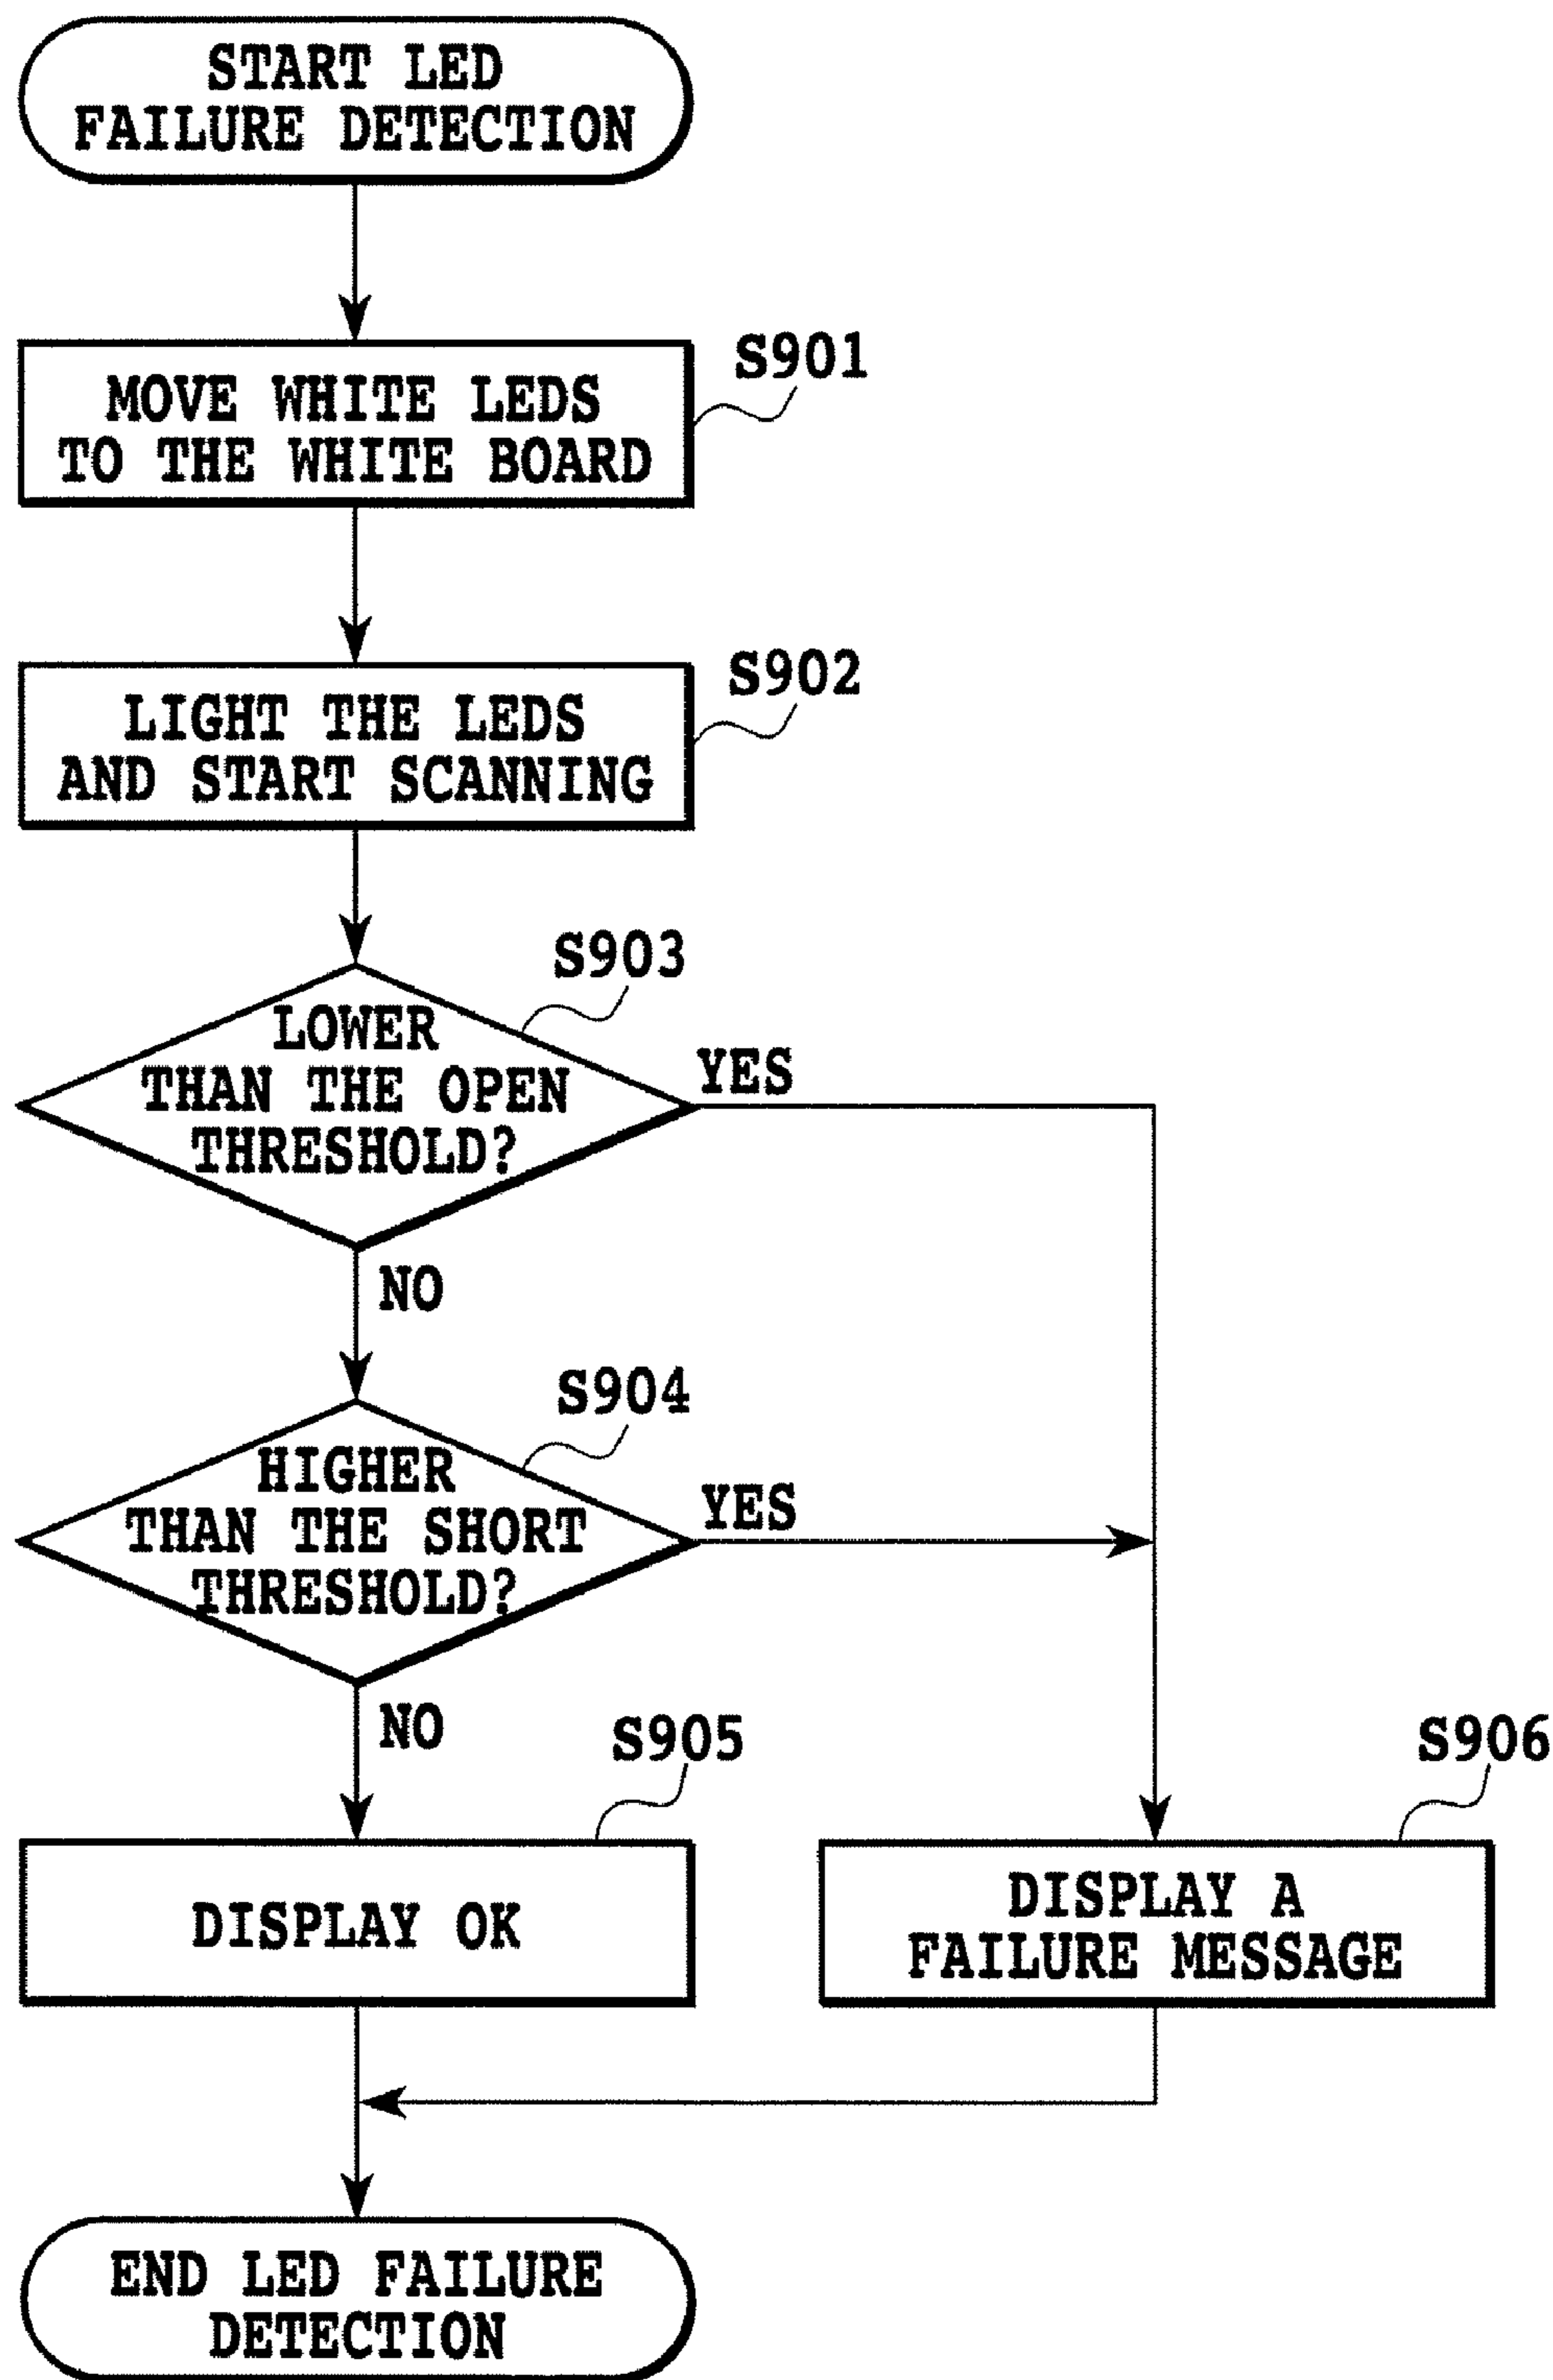 START LED
FAILURE DETECTION
S901
MOVE WHITE LEDS
TO THE WHITE BOARD
S902
LIGHT THE LEDS
AND START SCANNING
S903
LOWER
THAN THE OPEN
THRESHOLD?
YES
NO
S904
HIGHER
THAN THE SHORT
THRESHOLD?
YES
NO
S905
DISPLAY OK
S906
DISPLAY A
FAILURE MESSAGE
END LED FAILURE
DETECTION